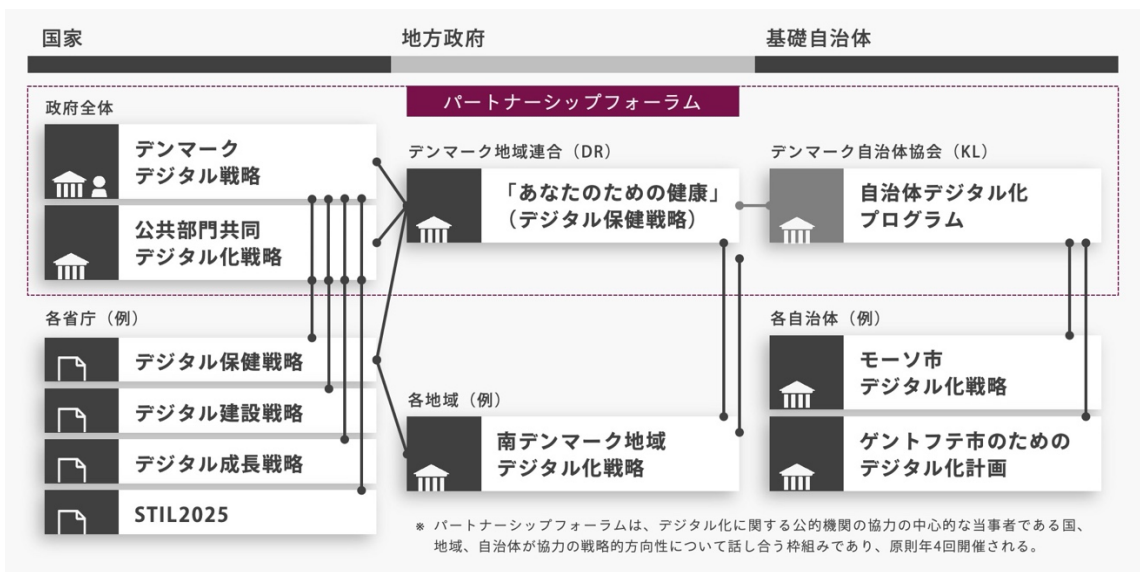 国家
地方政府
基礎自治体
パートナーシップフォーラム
政府全体
デンマーク
デジタル戦略
公共部門共同
デジタル化戦略
デンマーク地域連合（DR）
「あなたのための健康」
（デジタル保健戦略）
デンマーク自治体協会（KL）
自治体デジタル化
プログラム
各省庁（例）
デジタル保健戦略
デジタル建設戦略
デジタル成長戦略
STIL2025
各地域（例）
南デンマーク地域
デジタル化戦略
各自治体（例）
モーソ市
デジタル化戦略
ゲントフテ市のための
デジタル化計画
※ パートナーシップフォーラムは、デジタル化に関する公的機関の協力の中心的な当事者である国、
地域、自治体が協力の戦略的方向性について話し合う枠組みであり、原則年4回開催される。